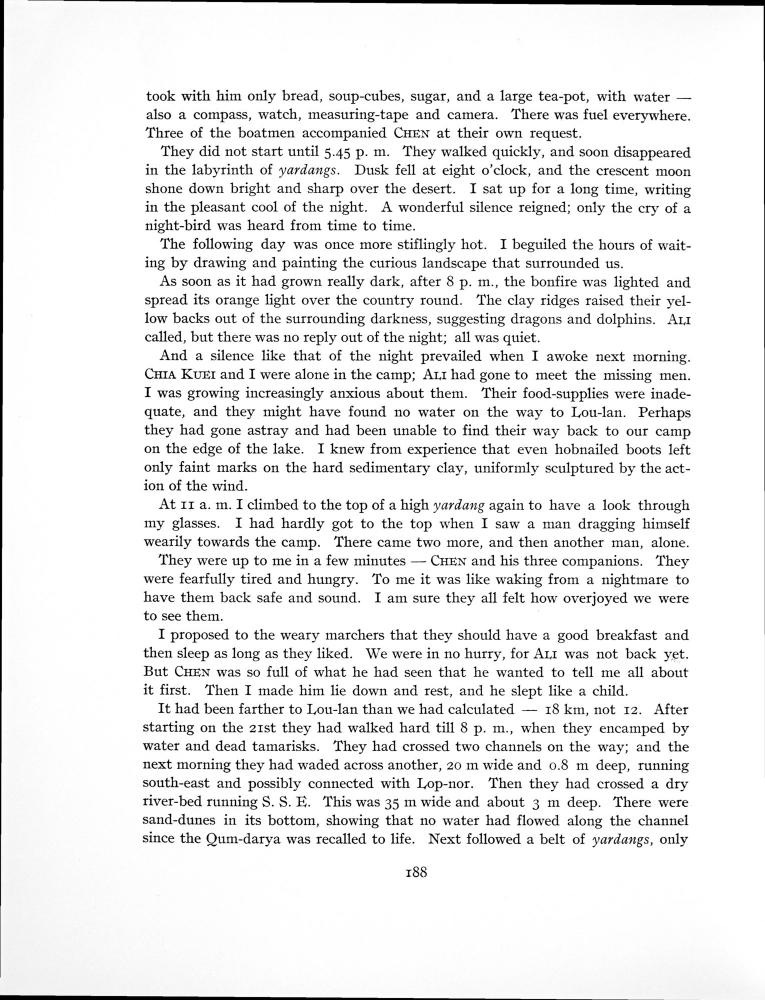 took with him only bread, soup-cubes, sugar, and a large tea-pot, with water —
also a compass, watch, measuring-tape and camera. There was fuel everywhere.
Three of the boatmen accompanied CHEN at their own request.
They did not start until 5.45 p. m. They walked quickly, and soon disappeared
in the labyrinth of yardangs. Dusk fell at eight o'clock, and the crescent moon
shone down bright and sharp over the desert. I sat up for a long time, writing
in the pleasant cool of the night. A wonderful silence reigned; only the cry of a
night-bird was heard from time to time.
The following day was once more stiflingly hot. I beguiled the hours of wait-
ing by drawing and painting the curious landscape that surrounded us.
As soon as it had grown really dark, after 8 p. m., the bonfire was lighted and
spread its orange light over the country round. The clay ridges raised their yel-
low backs out of the surrounding darkness, suggesting dragons and dolphins. ALI
called, but there was no reply out of the night; all was quiet.
And a silence like that of the night prevailed when I awoke next morning.
CHIA KUEI and I were alone in the camp; ALI had gone to meet the missing men.
I was growing increasingly anxious about them. Their food-supplies were inade-
quate, and they might have found no water on the way to Lou-lan. Perhaps
they had gone astray and had been unable to find their way back to our camp
on the edge of the lake. I knew from experience that even hobnailed boots left
only faint marks on the hard sedimentary clay, uniformly sculptured by the act-
ion of the wind.
At 11 a. m. I climbed to the top of a high yardang again to have a look through
my glasses. I had hardly got to the top when I saw a man dragging himself
wearily towards the camp. There came two more, and then another man, alone.
They were up to me in a few minutes — CHEN and his three companions. They
were fearfully tired and hungry. To me it was like waking from a nightmare to
have them back safe and sound. I am sure they all felt how overjoyed we were
to see them.
I proposed to the weary marchers that they should have a good breakfast and
then sleep as long as they liked. We were in no hurry, for ALI was not back yet.
But CHEN was so full of what he had seen that he wanted to tell me all about
it first. Then I made him lie down and rest, and he slept like a child.
It had been farther to Lou-lan than we had calculated — 18 km, not 12. After
starting on the 21st they had walked hard till 8 p. m., when they encamped by
water and dead tamarisks. They had crossed two channels on the way; and the
next morning they had waded across another, 20 m wide and 0.8 m deep, running
south-east and possibly connected with Lop-nor. Then they had crossed a dry
river-bed running S. S. E. This was 35 m wide and about 3 m deep. There were
sand-dunes in its bottom, showing that no water had flowed along the channel
since the Qum-darya was recalled to life. Next followed a belt of yardangs, only
188